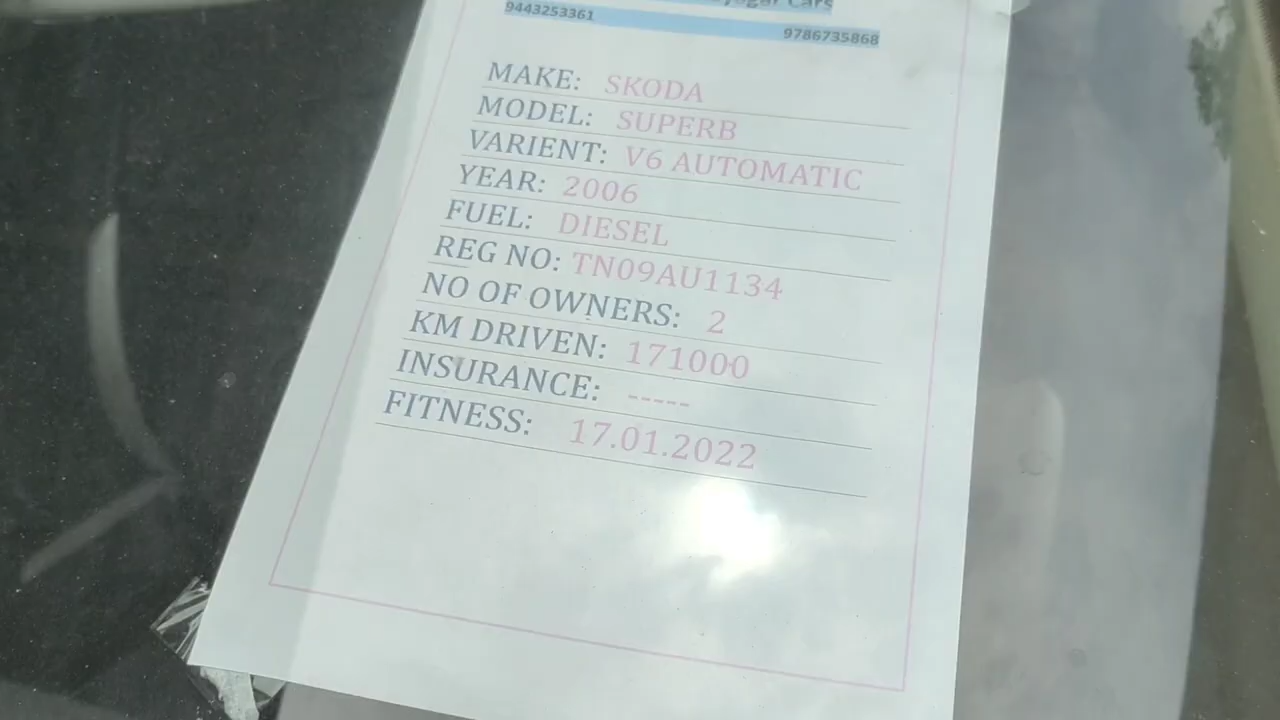 Cars
9443253361
9786735868
MAKE: SKODA
MODEL: SUPERB
VARIENT: V6 AUTOMATIC
YEAR: 2006
FUEL: DIESEL
REG NO: TN09AU1134
NO OF OWNERS: 2
KM DRIVEN: 171000
INSURANCE: -----
FITNESS: 17.01.2022